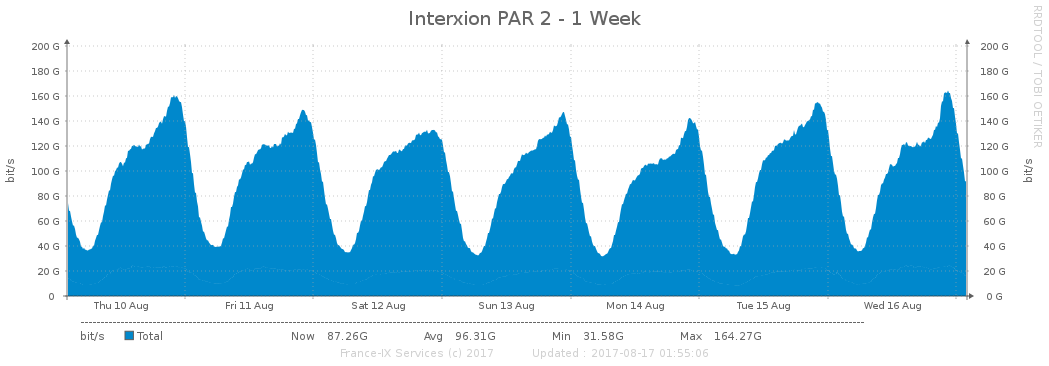 Interxion PAR 2 - 1 Week
RRDTOOL / TOBI OETIKER
bit/s
200 G 200 G
180 G 180 G
160 G 160 G
140 G 140 G
120 G 120 G
100 G 100 G
80 G 80 G
60 G 60 G
40 G 40 G
20 G 20 G
0 0 G
bit/s
Thu 10 Aug Fri 11 Aug Sat 12 Aug Sun 13 Aug Mon 14 Aug Tue 15 Aug Wed 16 Aug
bit/s Total Now 87.26G Avg 96.31G Min 31.58G Max 164.27G
France-IX Services (c) 2017 Updated : 2017-08-17 01:55:06